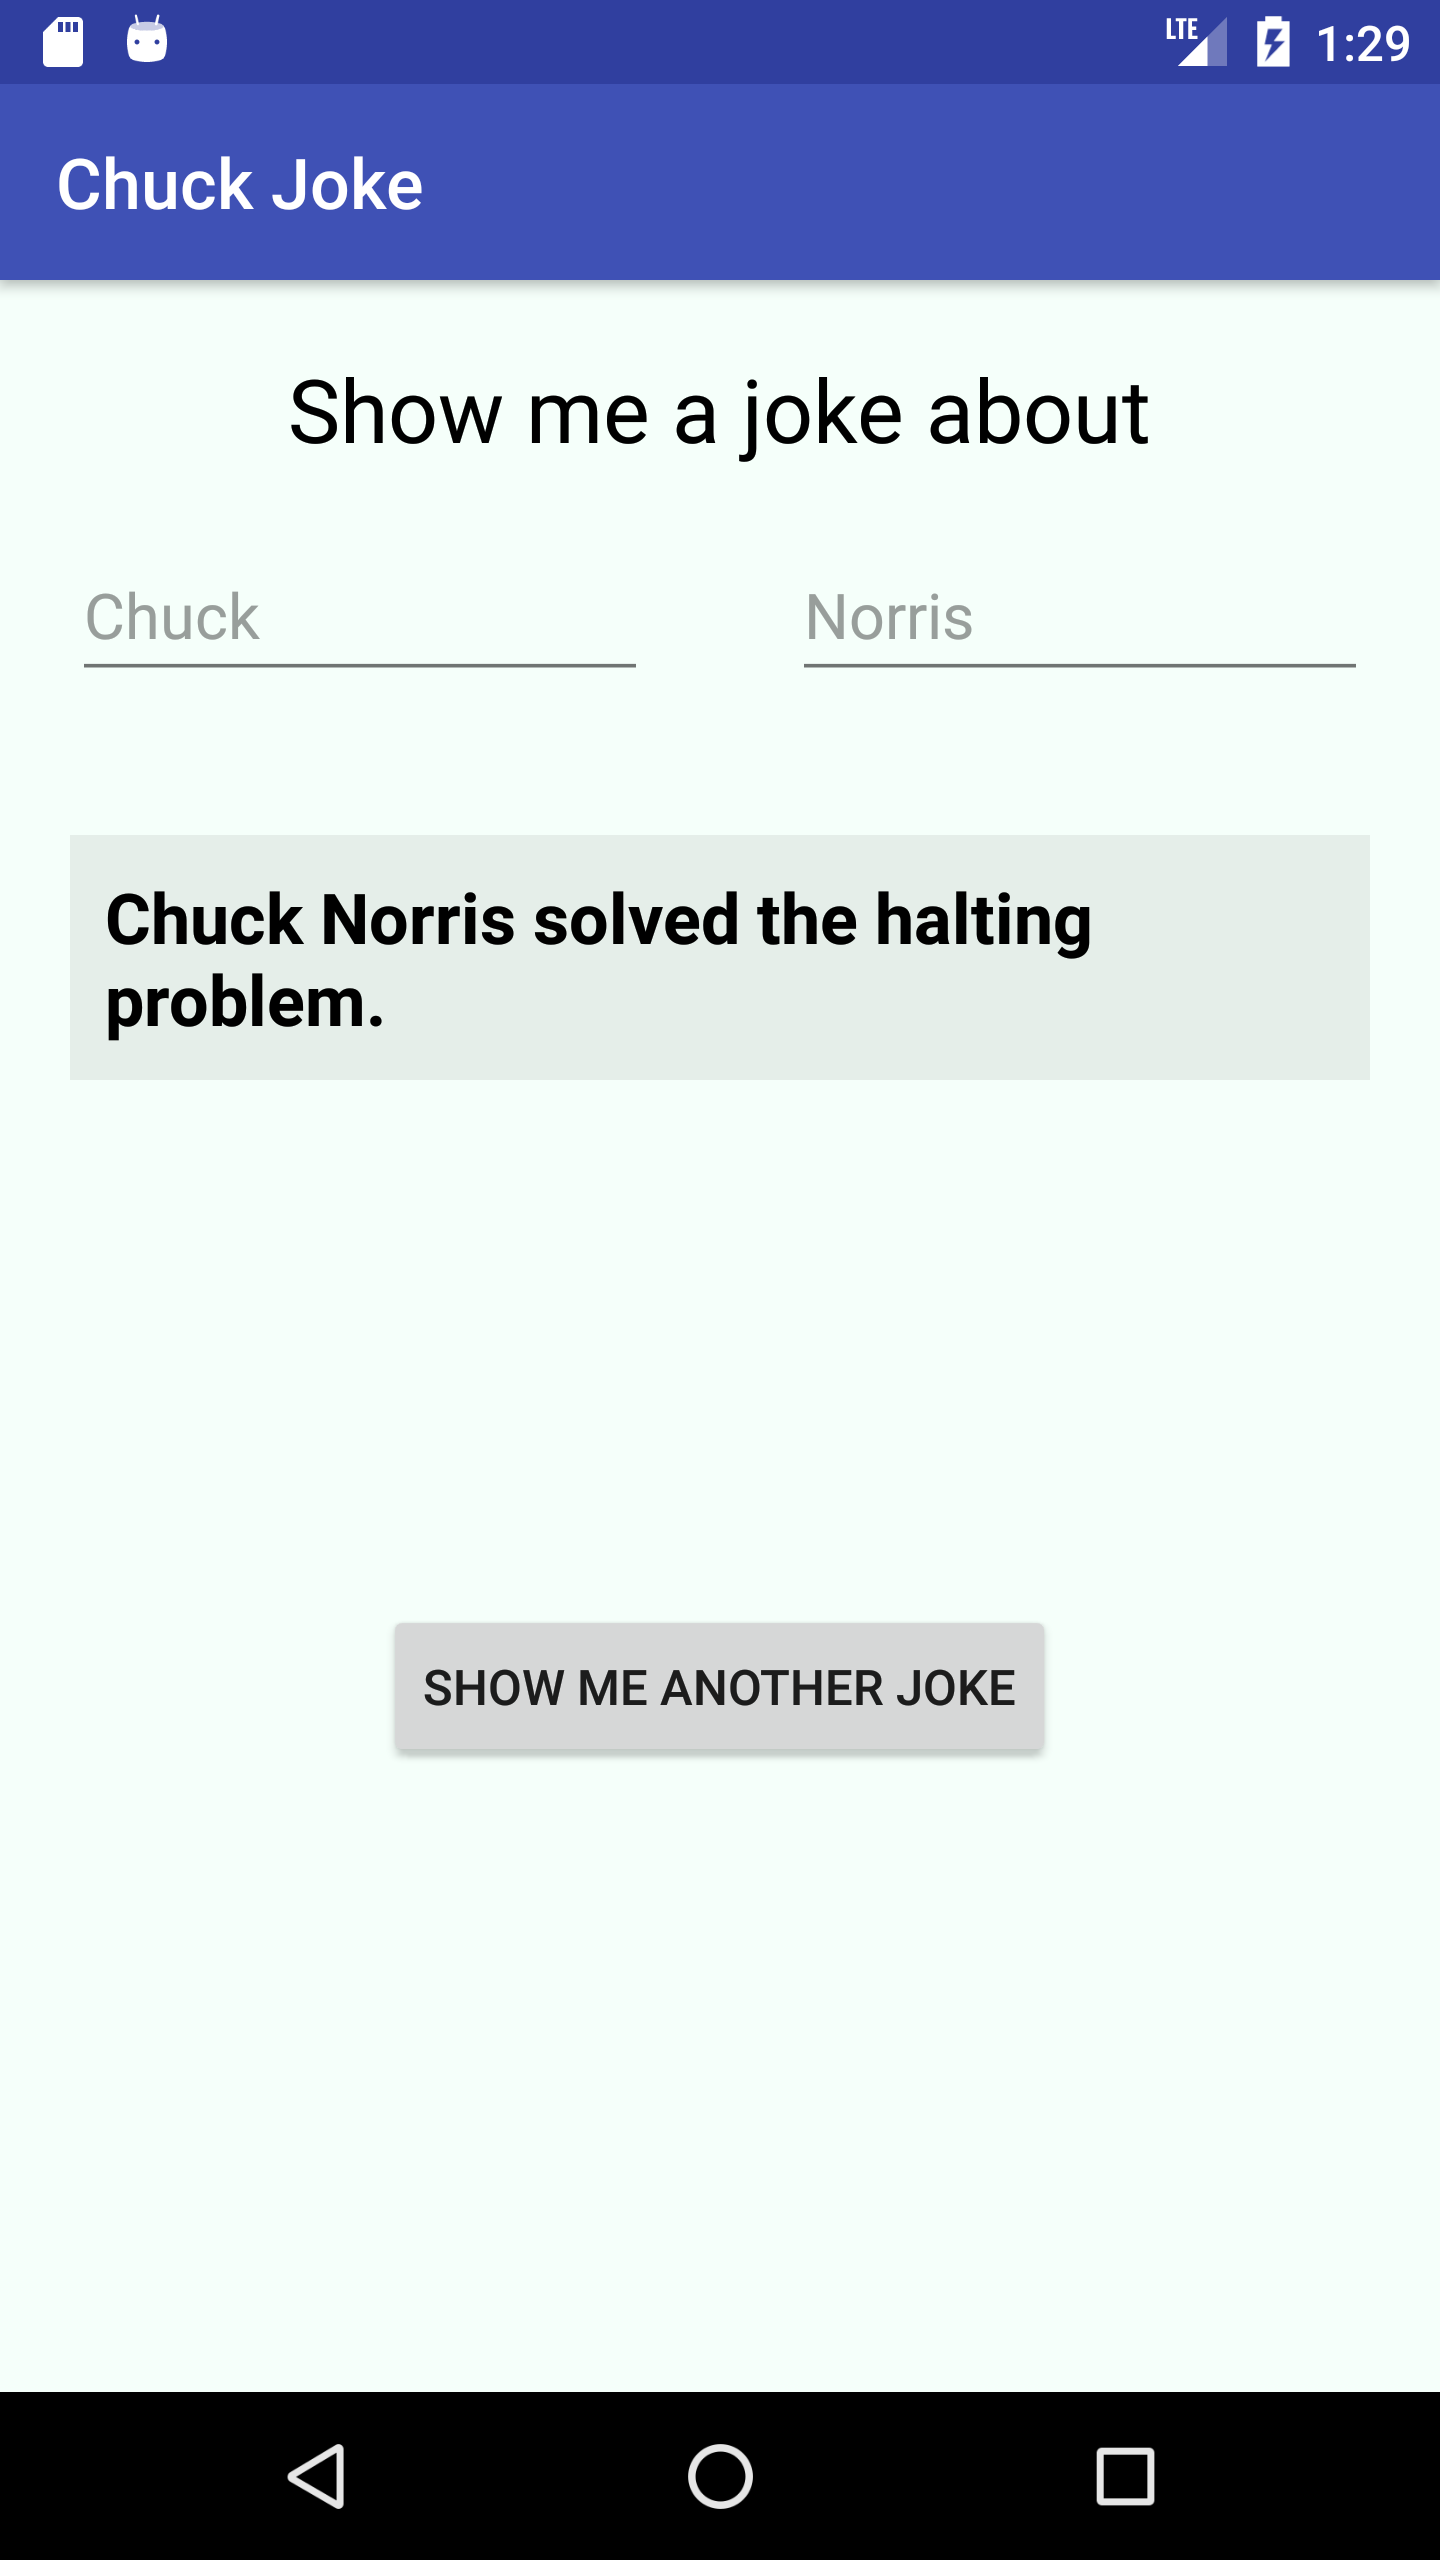 LTE 1:29
Chuck Joke
Show me a joke about
Chuck Norris
Chuck Norris solved the halting
problem.
SHOW ME ANOTHER JOKE